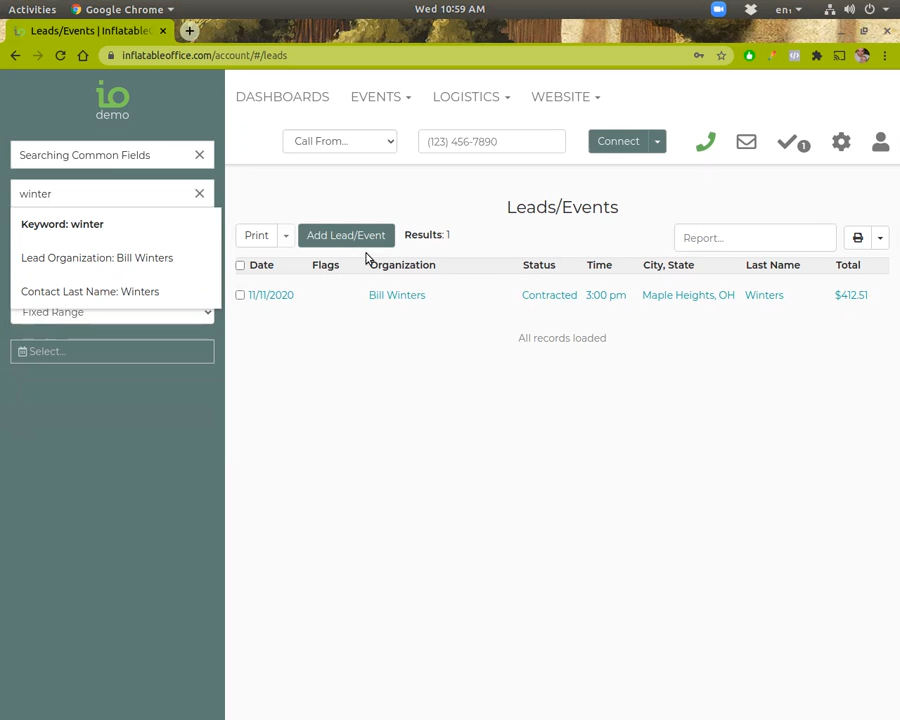 Activities Google Chrome Wed 10:59 AM en1
Leads/Events | InflatableO
inflatableoffice.com/account/#/leads
io
demo
DASHBOARDS EVENTS LOGISTICS WEBSITE
Call From... (123) 456-7890 Connect 1
Searching Common Fields
winter
Keyword: winter
Lead Organization: Bill Winters
Contact Last Name: Winters
Fixed Range
Select...
Leads/Events
Print Add Lead/Event Results: 1 Report...
Date Flags Organization Status Time City, State Last Name Total
11/11/2020 Bill Winters Contracted 3:00 pm Maple Heights, OH Winters $412.51
All records loaded